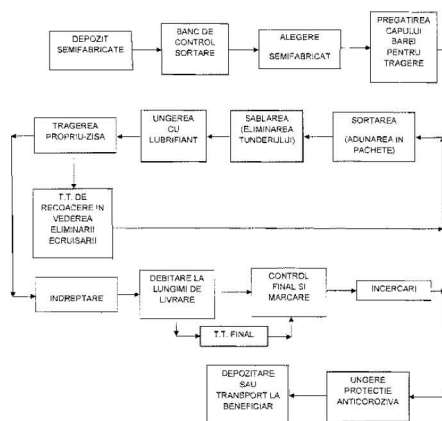 DEPOZIT
SEMIFABRICATE
BANC DE
CONTROL
SORTARE
ALEGERE
SEMIFABRICAT
PREGATIREA
CAPULUI
BAREI
PENTRU
TRAGERE
TRAGEREA
PROPRIU-ZISA
UNGEREA
CU
LUBRIFIANT
SABLAREA
(ELIMINAREA
TUNDERULUI)
SORTAREA
(ADUNAREA IN
PACHETE)
T.T. DE
RECOACERE IN
VEDEREA
ELIMINARII
ECRUISARII
INDREPTARE
DEBITARE LA
LUNGIMI DE
LIVRARE
CONTROL
FINAL SI
MARCARE
INCERCARI
T.T. FINAL
DEPOZITARE
SAU
TRANSPORT LA
BENEFICIAR
UNGERE
PROTECTIE
ANTICOROZIVA